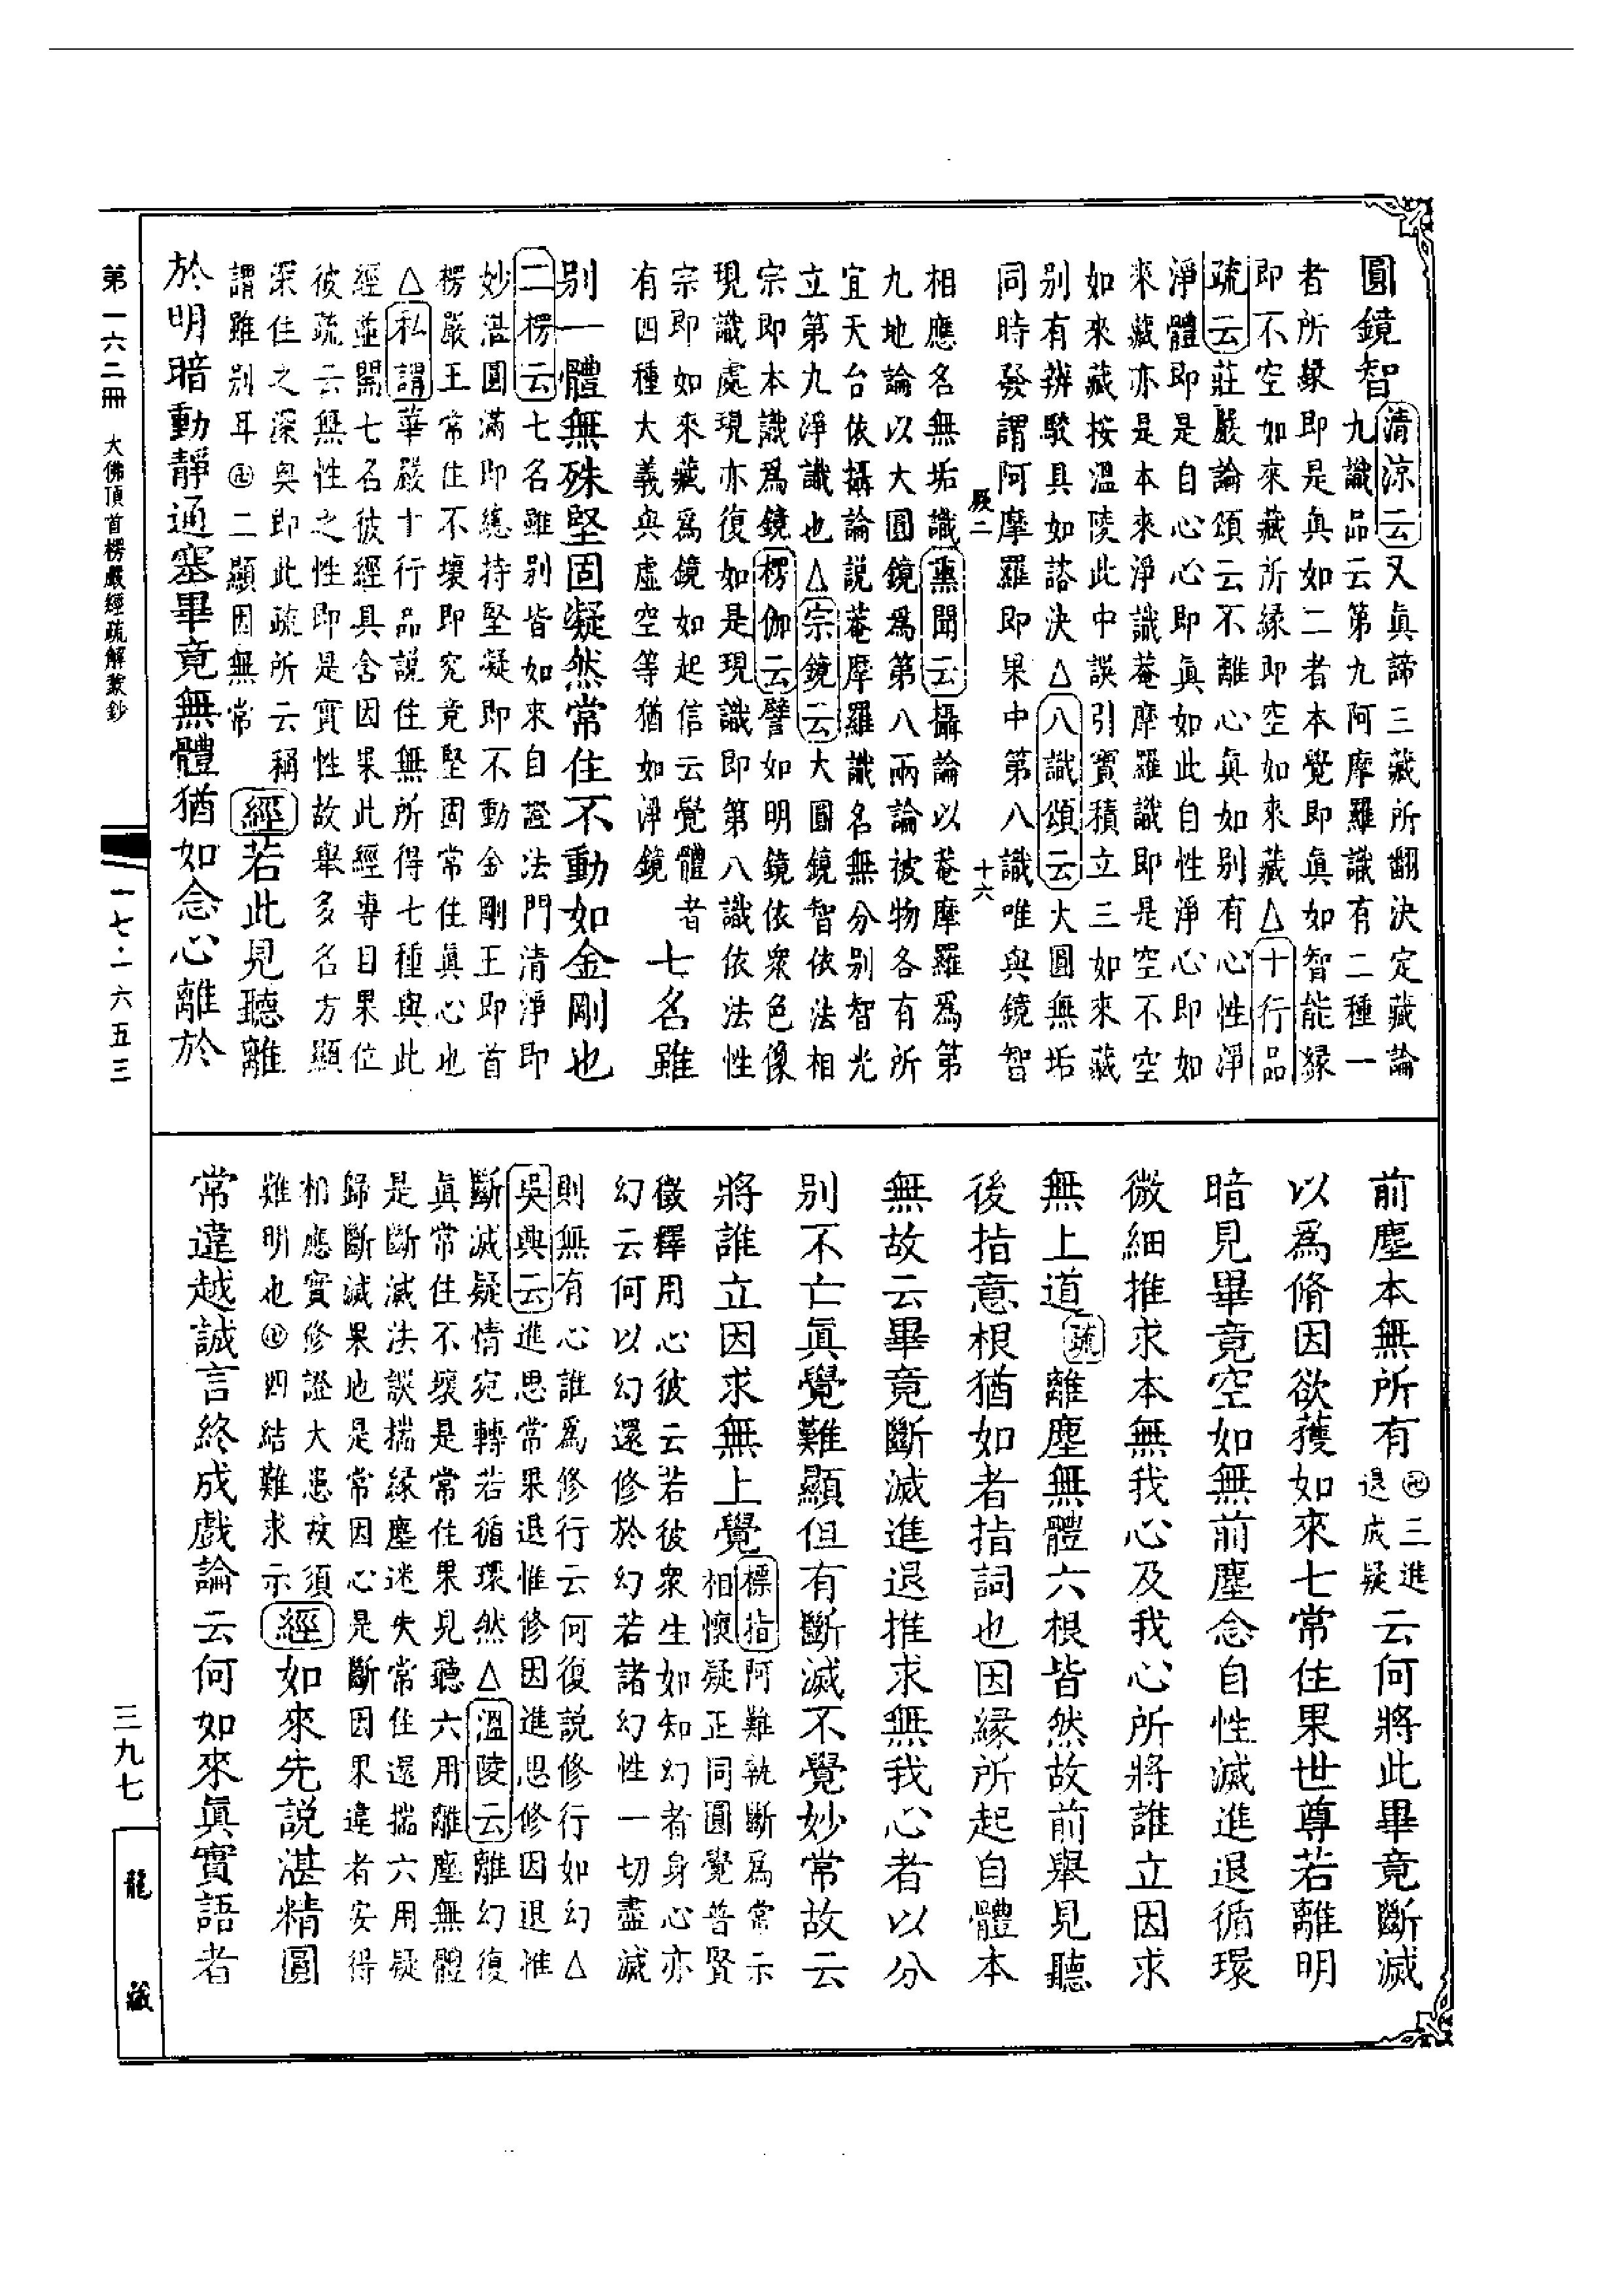 圓鏡智
清涼云又眞諦三藏所翻決定藏論
九識品云第九阿摩羅識有二種一
者所緣即是眞如二者本覺即眞如智能緣
即不空如來藏所緣即空如來藏△十行品
疏云莊嚴論頌云不離心眞如別有心性淨
淨體即是自心心即眞如此自性淨心即如
來藏亦是本來淨識菴摩羅識即是空不空
如來藏按溫陵此中誤引寶積立三如來藏
別有辨駁具如諮決△八識頌云大圓無垢
同時發謂阿摩羅即果中第八識唯與鏡智
十六
相應名無垢識熏聞云攝論以菴摩羅爲第
九地論以大圓鏡爲第八兩論被物各有所
宜天台依攝論説菴摩羅識名無分別智光
立第九淨識也△宗鏡云大圓鏡智依法相
宗即本識爲鏡楞伽云譬如明鏡依衆色像
現識處現亦復如是現識即第八識依法性
宗即如來藏爲鏡如起信云覺體者
有四種大義與虛空等猶如淨鏡
七名雖
別一體無殊堅固凝然常住不動如金剛也
二楞云七名雖別皆如來自證法門清淨即
妙湛圓滿即總持堅凝即不動金剛王即首
楞嚴王常住不壞即究竟堅固常住眞心也
△私謂華嚴十行品説住無所得七種與此
經並開七名彼經具含因果此經專目果位
彼疏云無性之性即是實性故舉多名方顯
深住之深奥即此疏所云稱
謂雖別耳㊁二顯因無常
經若此見聽離
於明暗動靜通塞畢竟無體猶如念心離於
前塵本無所有
三進
退成疑
云何將此畢竟斷滅
以爲脩因欲獲如來七常住果世尊若離明
暗見畢竟空如無前塵念自性滅進退循環
微細推求本無我心及我心所將誰立因求
無上道疏離塵無體六根皆然故前舉見聽
後指意根猶如者指詞也因緣所起自體本
無故云畢竟斷滅進退推求無我心者以分
別不亡眞覺難顯但有斷滅不覺妙常故云
將誰立因求無上覺
標指阿難執斷爲常示
相懷疑正同圓覺普賢
徵釋用心彼云若彼衆生如知幻者身心亦
幻云何以幻還修於幻若諸幻性一切盡滅
則無有心誰爲修行云何復説修行如幻△
吳興云進思常果退惟修因進思修因退惟
斷滅疑情宛轉若循環然△溫陵云離幻復
眞常住不壞是常住果見聽六用離塵無體
是斷滅法誤揣緣塵迷失常住還揣六用疑
歸斷滅果地是常因心是斷因果違者安得
相應實修證大患故須
難明也四結難求示
經如來先説湛精圓
常違越誠言終成戲論云何如來眞實語者
第一六二冊 大佛頂首楞嚴經疏解蒙鈔
一七·一六五三
三九七
龍藏